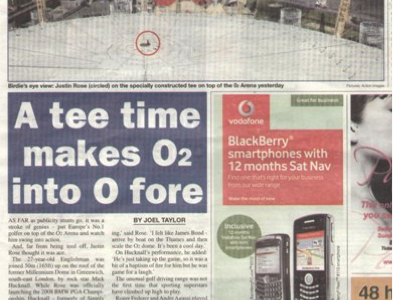 Birdie's eye view: Justin Rose (circled) on the specially constructed tee on top of the O2 Arena yesterday
A tee time
makes O2
into O fore
BY JOEL TAYLOR
AS FAR as publicity stunts go, it was a
stroke of genius – put Europe's No.1
golfer on top of the O2 Arena and watch
him swing into action.
And, far from being teed off, Justin
Rose thought it was ace.
The 27-year-old Englishman was
joined 50m (165ft) up on the roof of the
former Millennium Dome in Greenwich,
south-east London, by rock star Mark
Hucknall. While Rose was officially
launching the 2008 BMW PGA Champi-
ing,' said Rose. 'I felt like James Bond –
arrive by boat on the Thames and then
scale the O2 dome. It's been a cool day.'
On Hucknall's performance, he added:
'He's just taking up the game, so it was a
bit of a baptism of fire for him but he was
game for a laugh.'
The unusual driving range was not
the first time that sporting superstars
have climbed up high to play.
Roger Federer and Andre Agassi played
Great for business
vodafone
BlackBerry®
smartphones with
12 months Sat Nav
Find one that's right for your business
from our wide range
Make the most of now
Inclusive
48 h